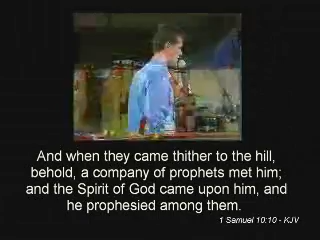 And when they came thither to the hill,
behold, a company of prophets met him;
and the Spirit of God came upon him, and
he prophesied among them.
1 Samuel 10:10 - KJV